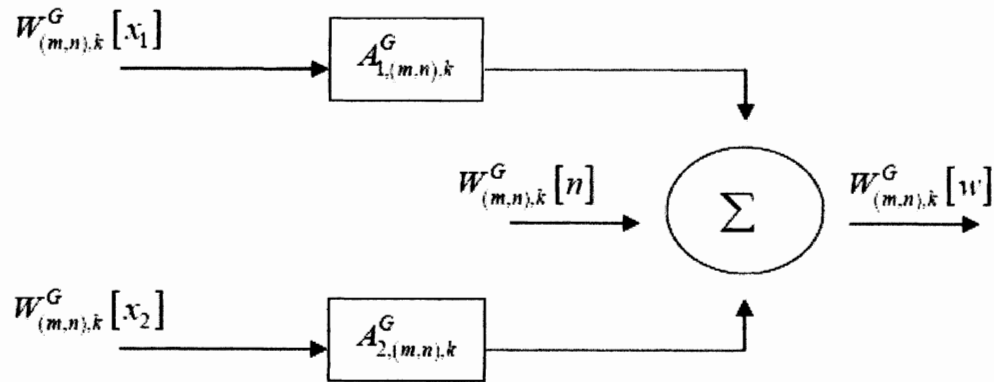 W^G_{(m,n),k} [x_1]
A^G_{1,(m,n),k}
W^G_{(m,n),k} [n]
Σ
W^G_{(m,n),k} [w]
W^G_{(m,n),k} [x_2]
A^G_{2,(m,n),k}